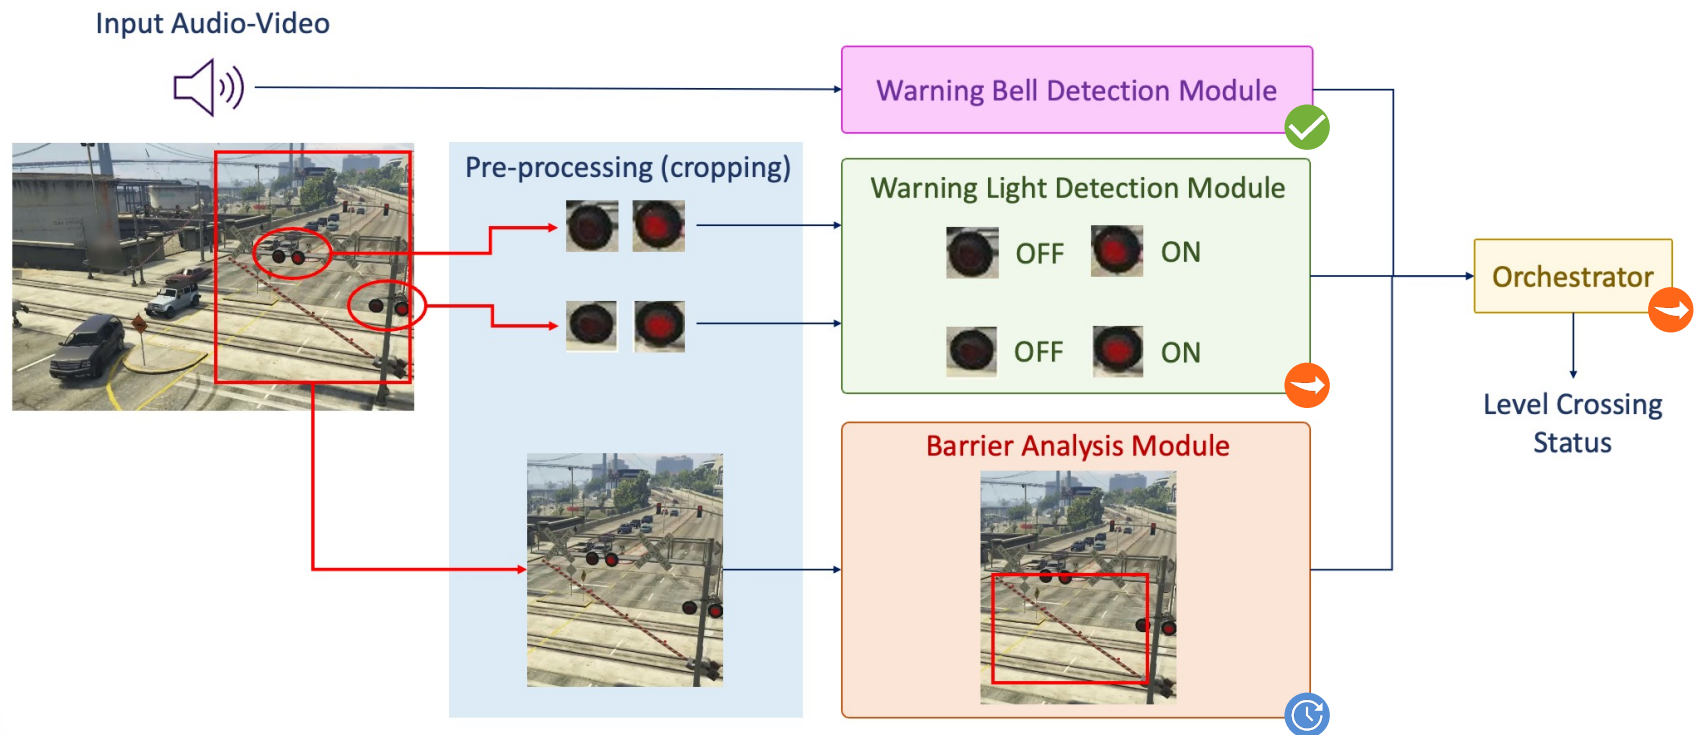 Input Audio-Video
Warning Bell Detection Module
Pre-processing (cropping)
Warning Light Detection Module
OFF
ON
OFF
ON
Orchestrator
Level Crossing
Status
Barrier Analysis Module